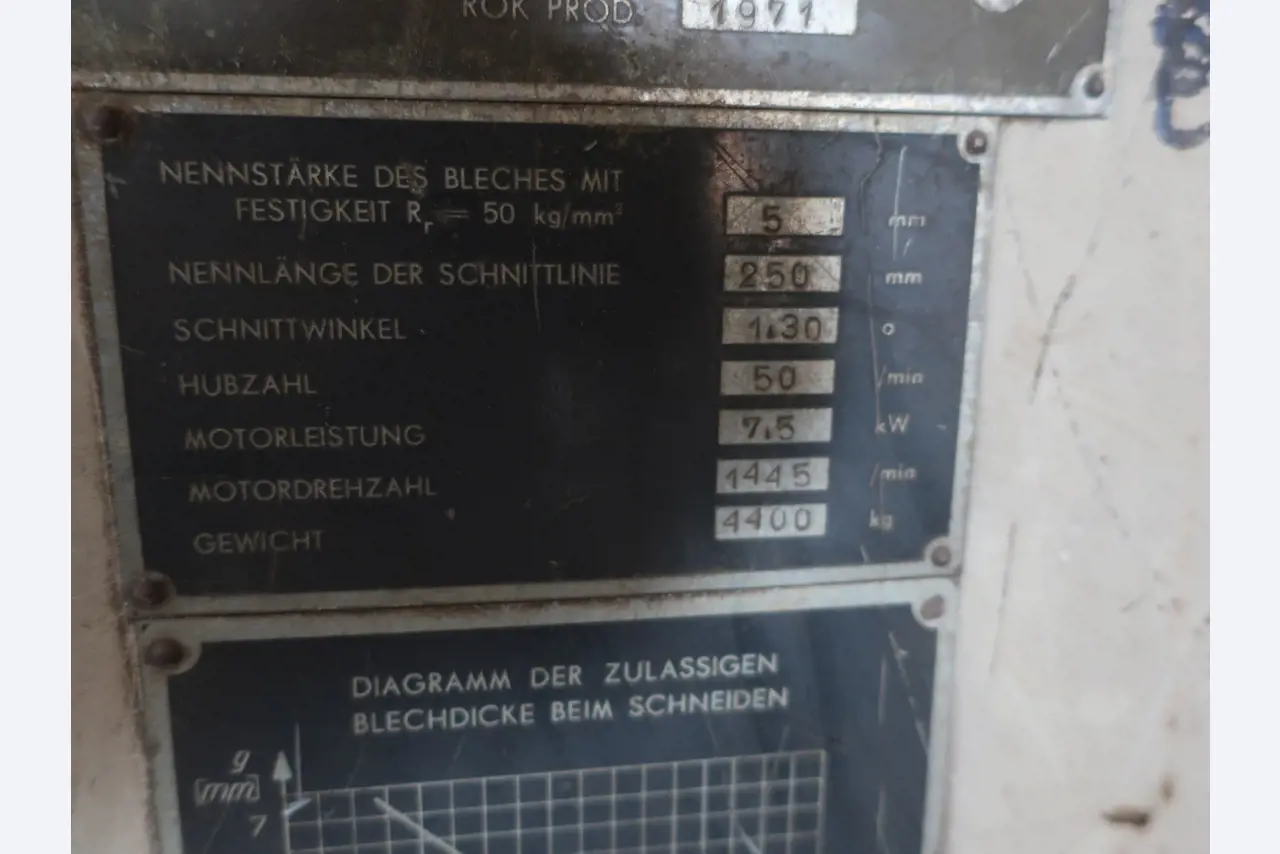 ROK PROD. 1971
NENNSTÄRKE DES BLECHES MIT
FESTIGKEIT Rr = 50 kg/mm² 5 mm
NENNLÄNGE DER SCHNITTLINIE 250 mm
SCHNITTWINKEL 1.30 °
HUBZAHL 50 /min
MOTORLEISTUNG 7.5 kW
MOTORDREHZAHL 1445 /min
GEWICHT 4400 kg
DIAGRAMM DER ZULASSIGEN
BLECHDICKE BEIM SCHNEIDEN
g
[mm]
7